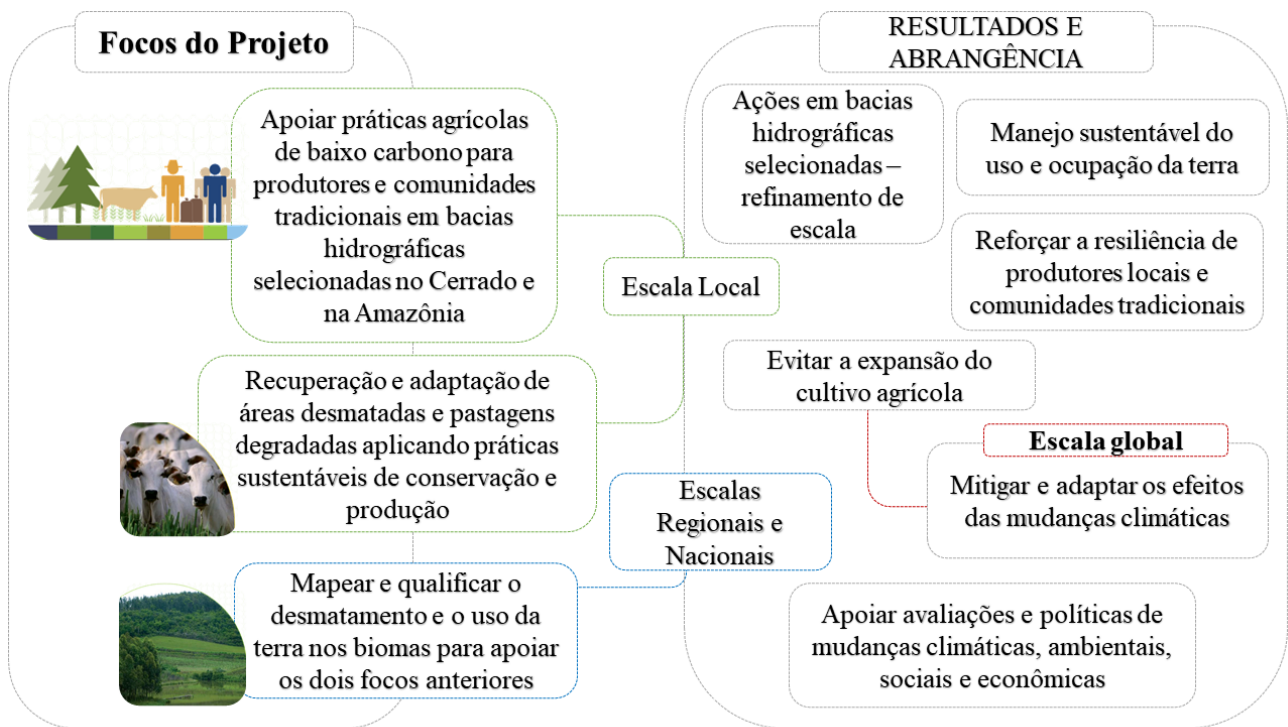 Focos do Projeto
Apoiar práticas agrícolas
de baixo carbono para
produtores e comunidades
tradicionais em bacias
hidrográficas
selecionadas no Cerrado e
na Amazônia
Recuperação e adaptação de
áreas desmatadas e pastagens
degradadas aplicando práticas
sustentáveis de conservação e
produção
Mapear e qualificar o
desmatamento e o uso da
terra nos biomas para apoiar
os dois focos anteriores
Escala Local
Escalas
Regionais e
Nacionais
RESULTADOS E
ABRANGÊNCIA
Ações em bacias
hidrográficas
selecionadas –
refinamento de
escala
Manejo sustentável do
uso e ocupação da terra
Reforçar a resiliência de
produtores locais e
comunidades tradicionais
Evitar a expansão do
cultivo agrícola
Escala global
Mitigar e adaptar os efeitos
das mudanças climáticas
Apoiar avaliações e políticas de
mudanças climáticas, ambientais,
sociais e econômicas